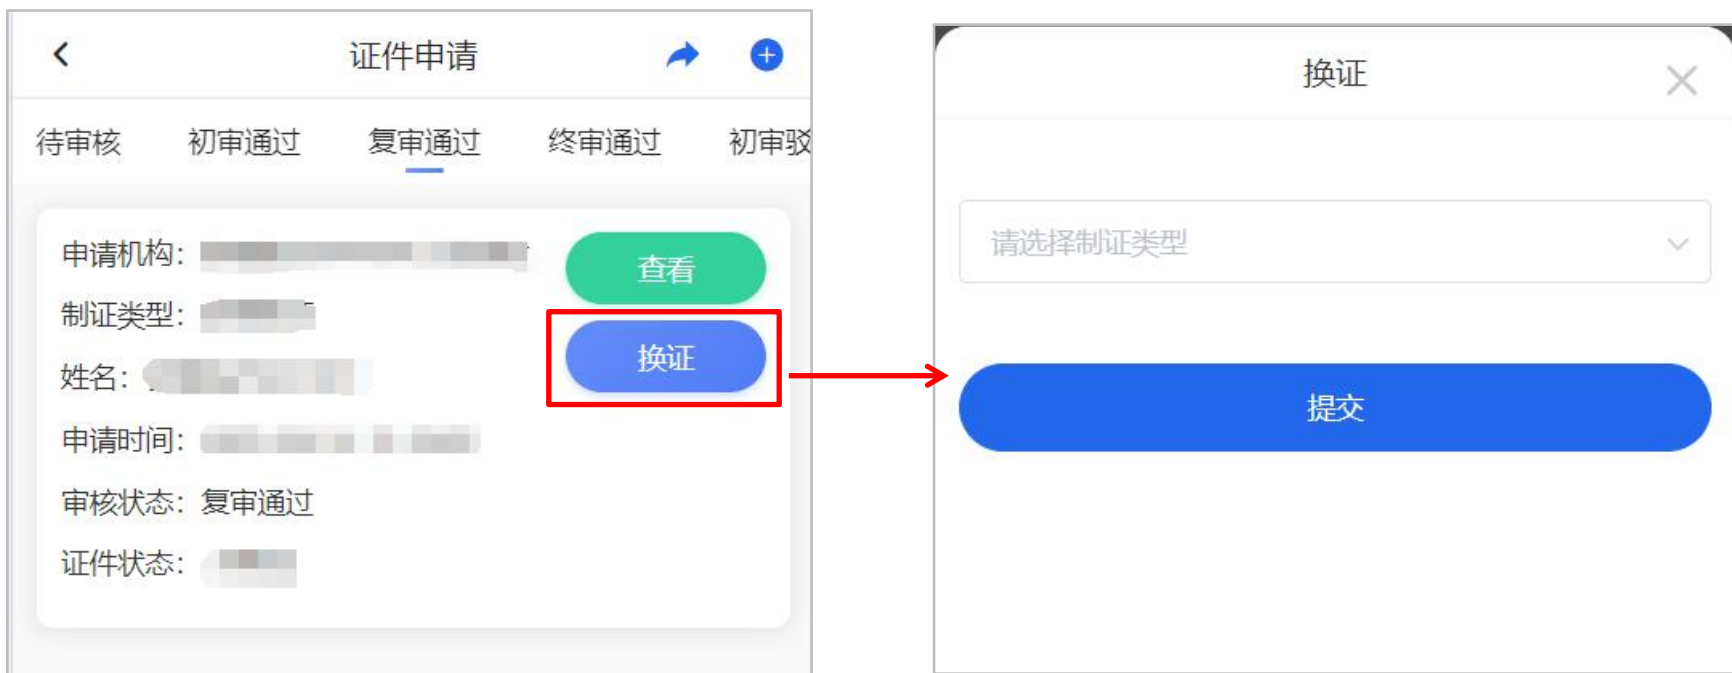 证件申请
待审核 初审通过 复审通过 终审通过 初审驳
申请机构：
查看
制证类型：
换证
姓名：
申请时间：
审核状态：复审通过
证件状态：
换证
请选择制证类型
提交